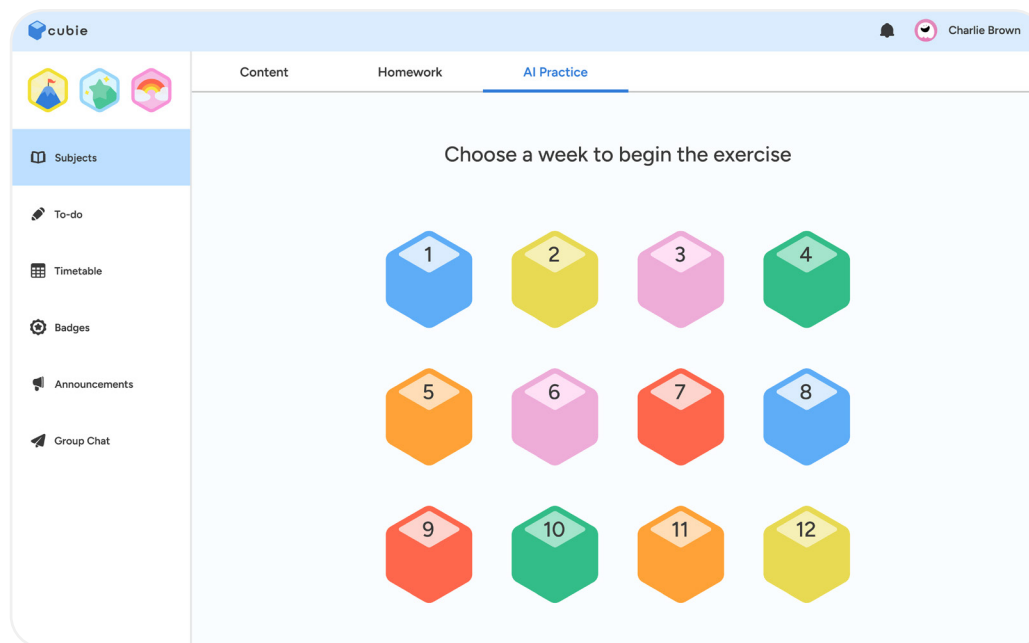 cubie
Charlie Brown
Content Homework AI Practice
Subjects
To-do
Timetable
Badges
Announcements
Group Chat
Choose a week to begin the exercise
1 2 3 4
5 6 7 8
9 10 11 12